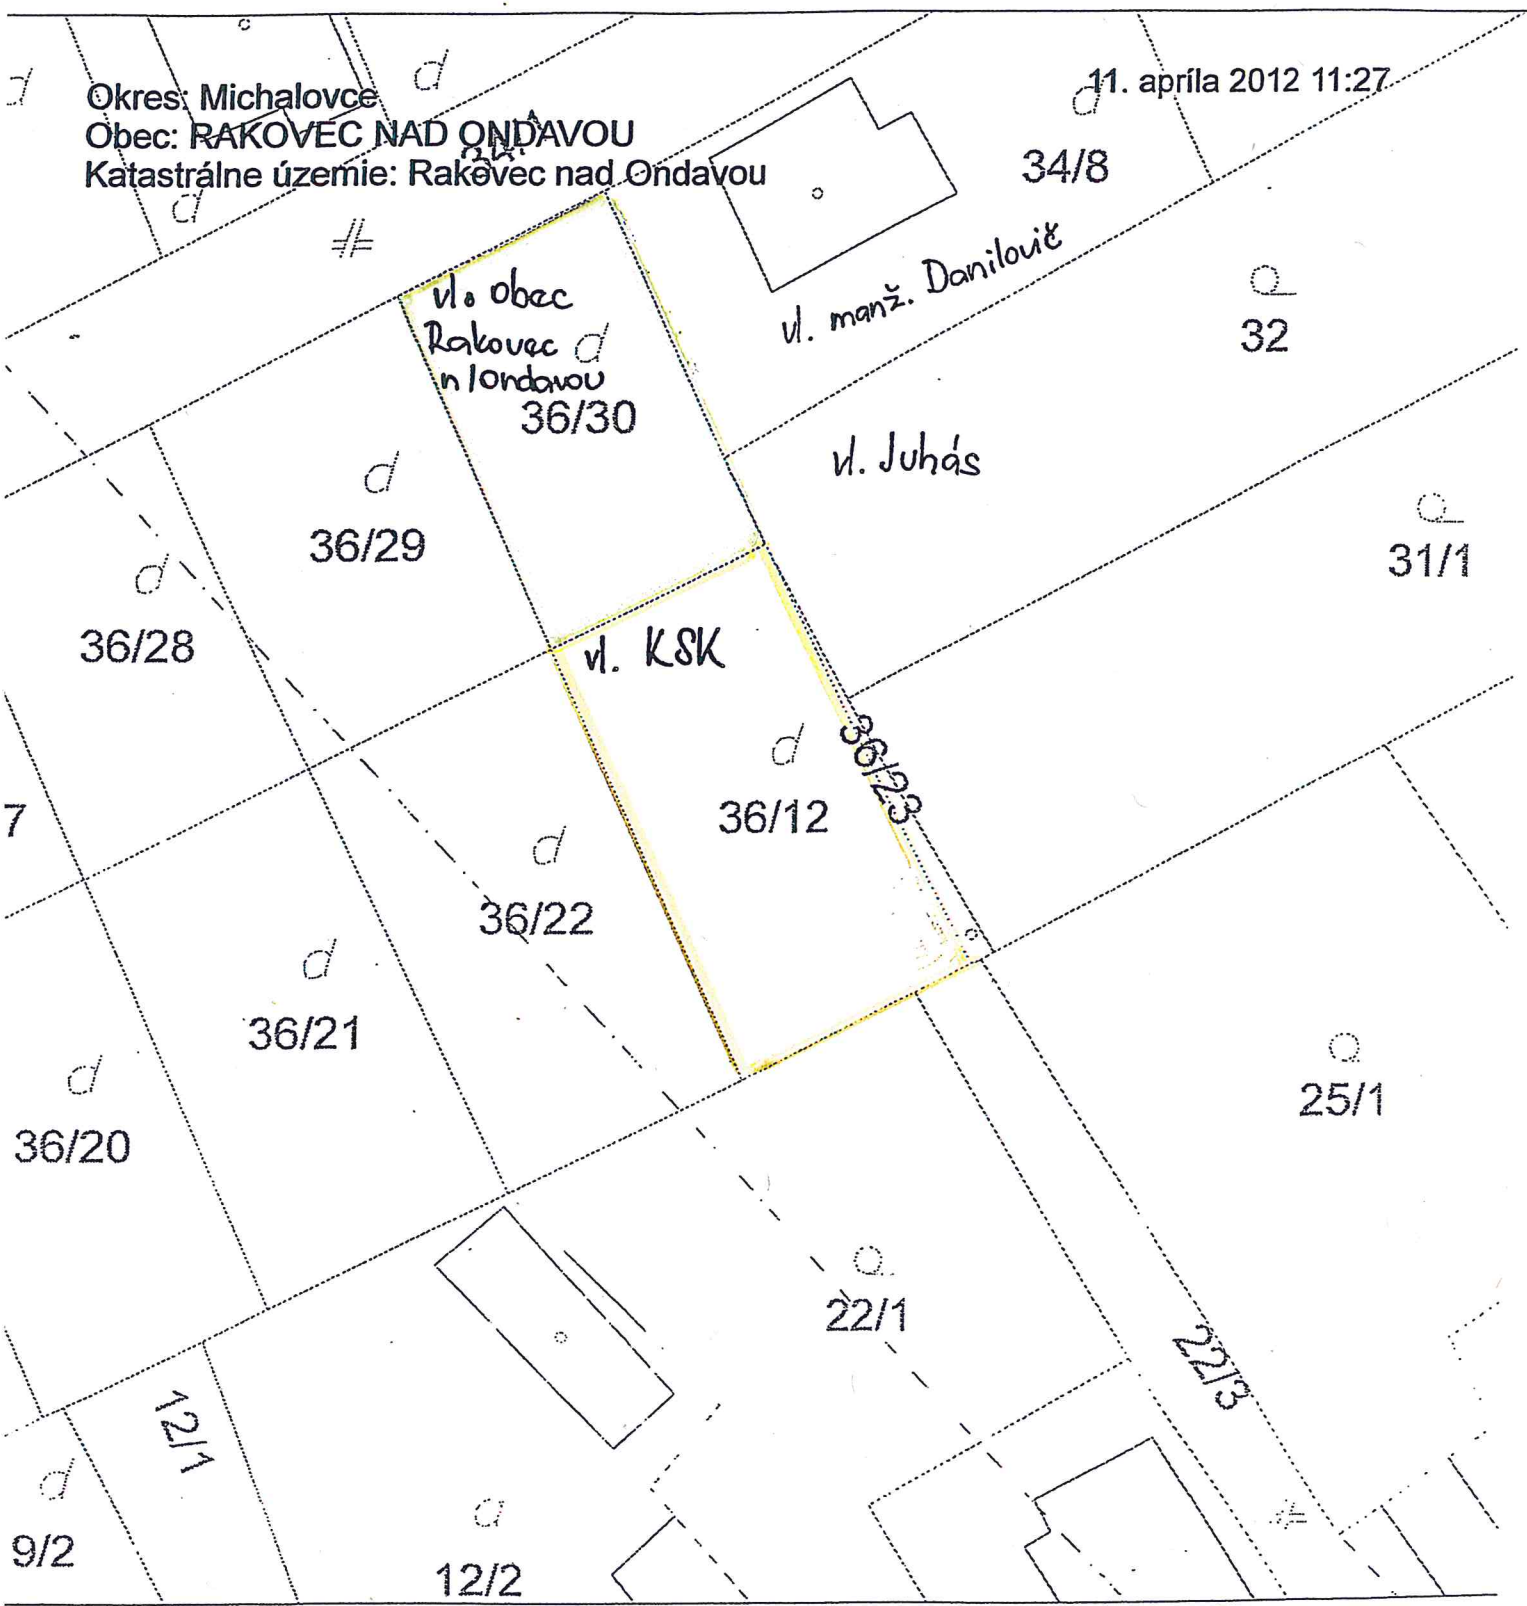 Okres: Michalovce
11. apríla 2012 11:27
Obec: RAKOVEC NAD ONDAVOU
Katastrálne územie: Rakovec nad Ondavou
34/8
vl. manž. Danilovič
vl. Obec
Rakovec
n/Ondavou
36/30
32
vl. Juhás
36/29
31/1
36/28
vl. KSK
36/12
36/23
7
36/22
36/21
36/20
25/1
22/1
22/3
12/1
9/2
12/2